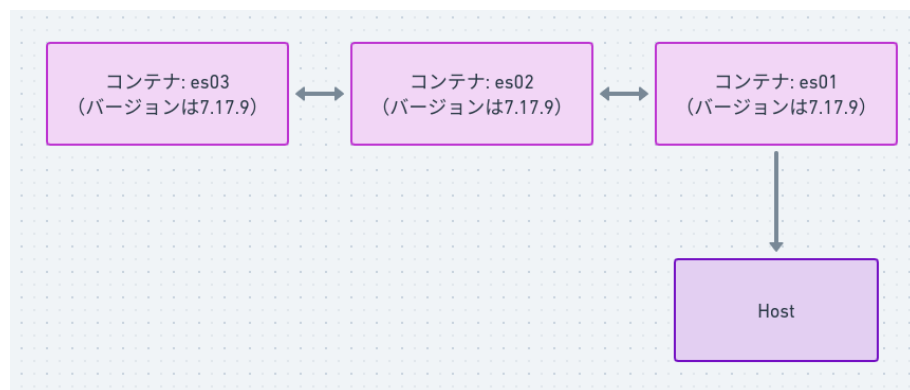 コンテナ: es03
（バージョンは7.17.9）
コンテナ: es02
（バージョンは7.17.9）
コンテナ: es01
（バージョンは7.17.9）
Host